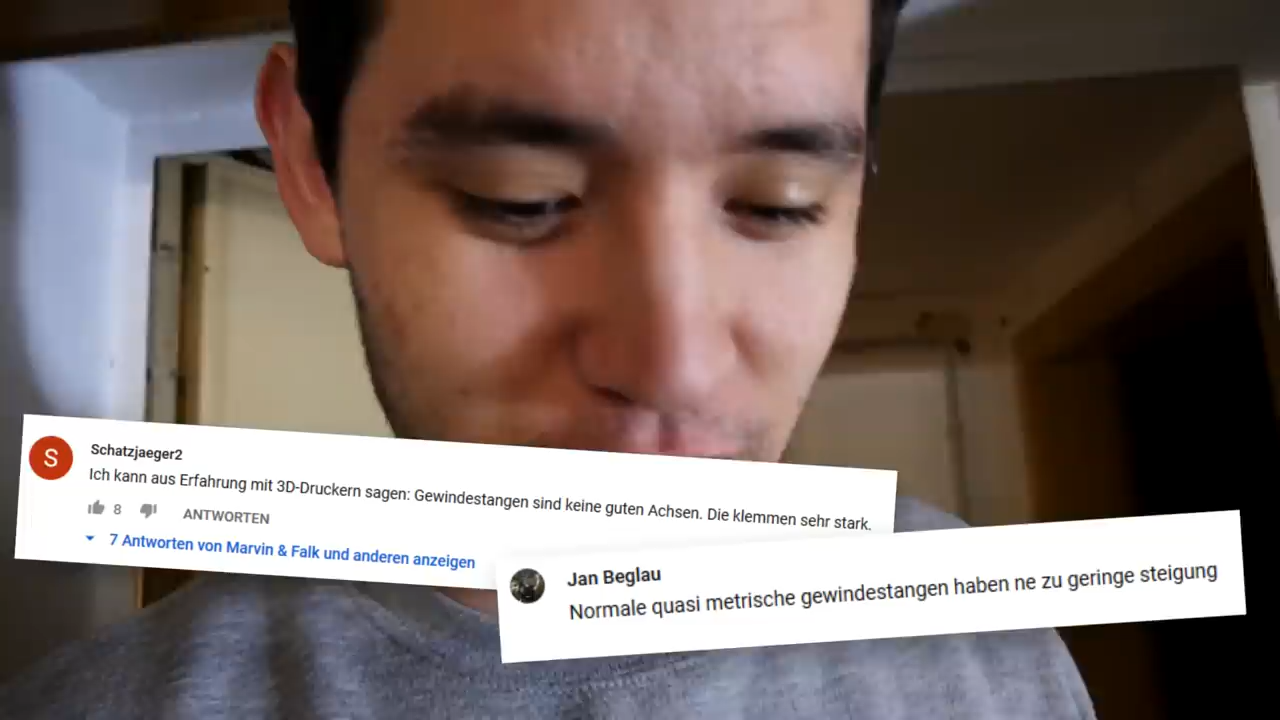 S
Schatzjaeger2
Ich kann aus Erfahrung mit 3D-Druckern sagen: Gewindestangen sind keine guten Achsen. Die klemmen sehr stark.
8
ANTWORTEN
7 Antworten von Marvin & Falk und anderen anzeigen
Jan Beglau
Normale quasi metrische gewindestangen haben ne zu geringe steigung